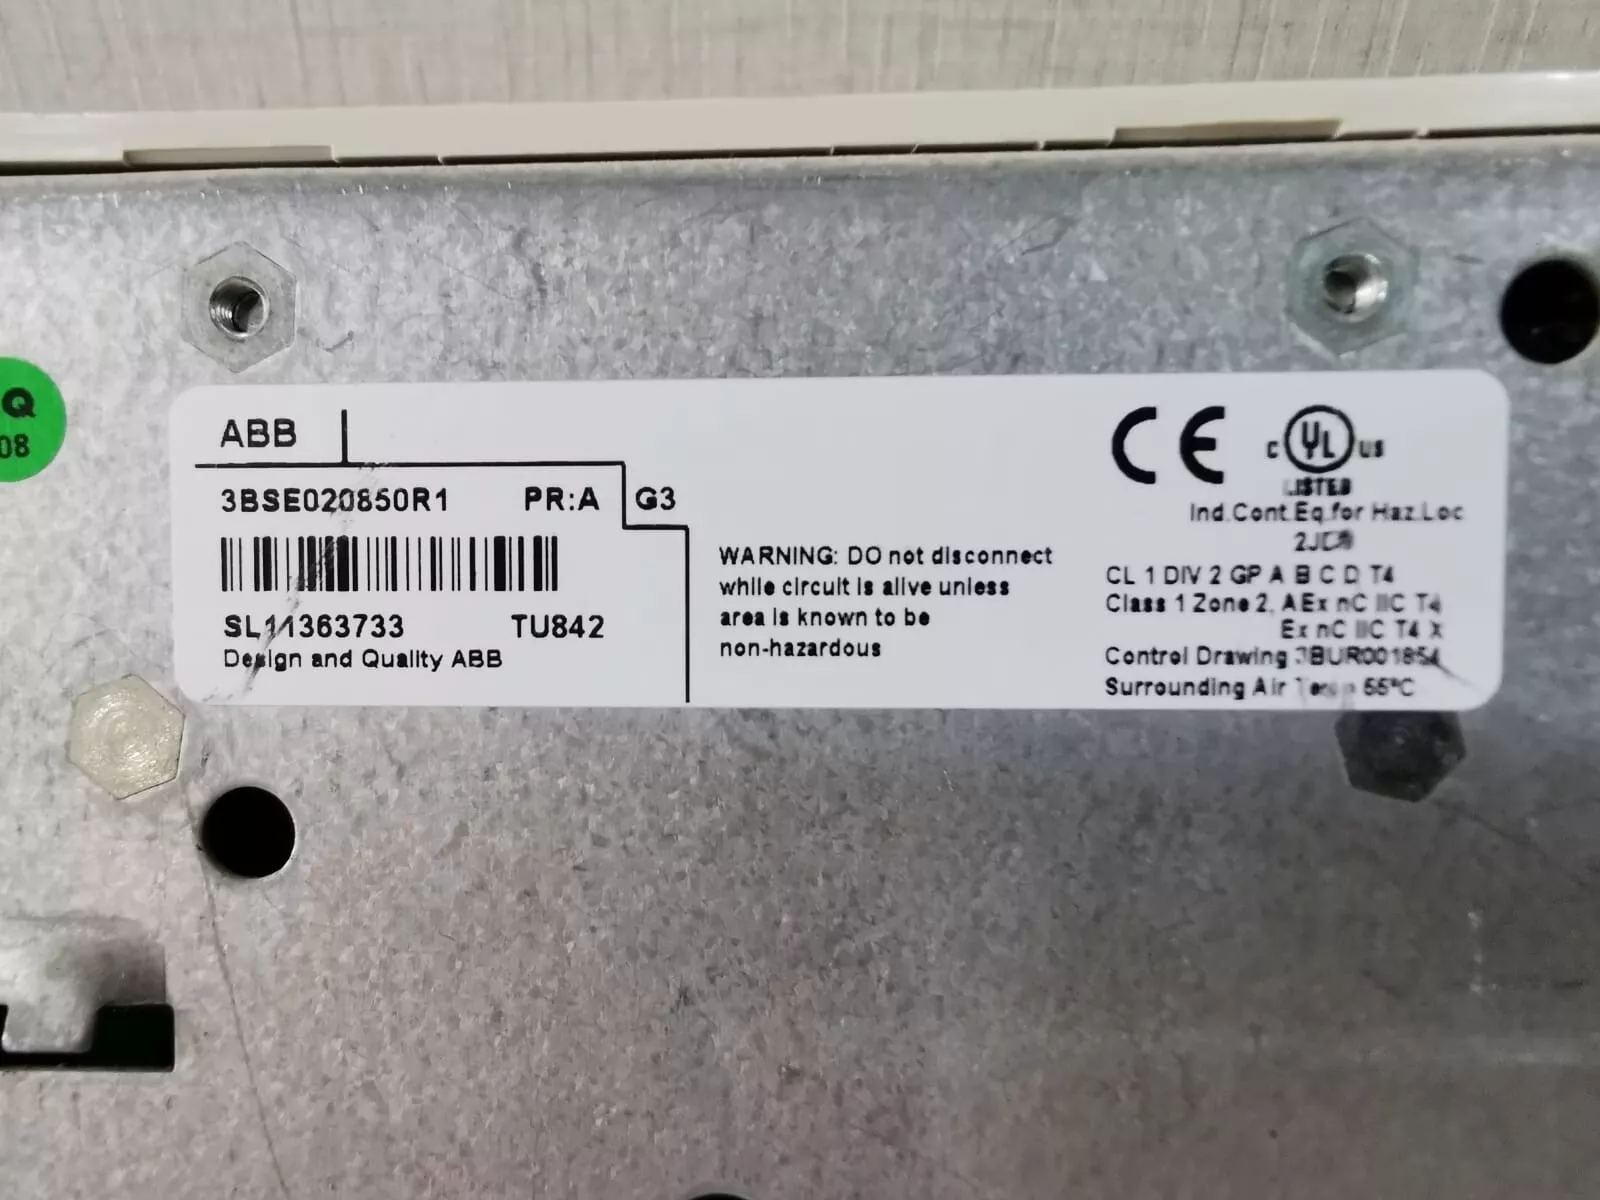 Q
08
ABB
3BSE020850R1 PR:A G3
SL11363733 TU842
Design and Quality ABB
WARNING: DO not disconnect
while circuit is alive unless
area is known to be
non-hazardous
CE
C UL US
LISTED
Ind.Cont.Eq.for Haz.Loc
CL 1 DIV 2 GP A B C D T4
Class 1 Zone 2, AEx nC IIC T4
Ex nC IIC T4 X
Control Drawing 3BUR001854
Surrounding Air 55°C